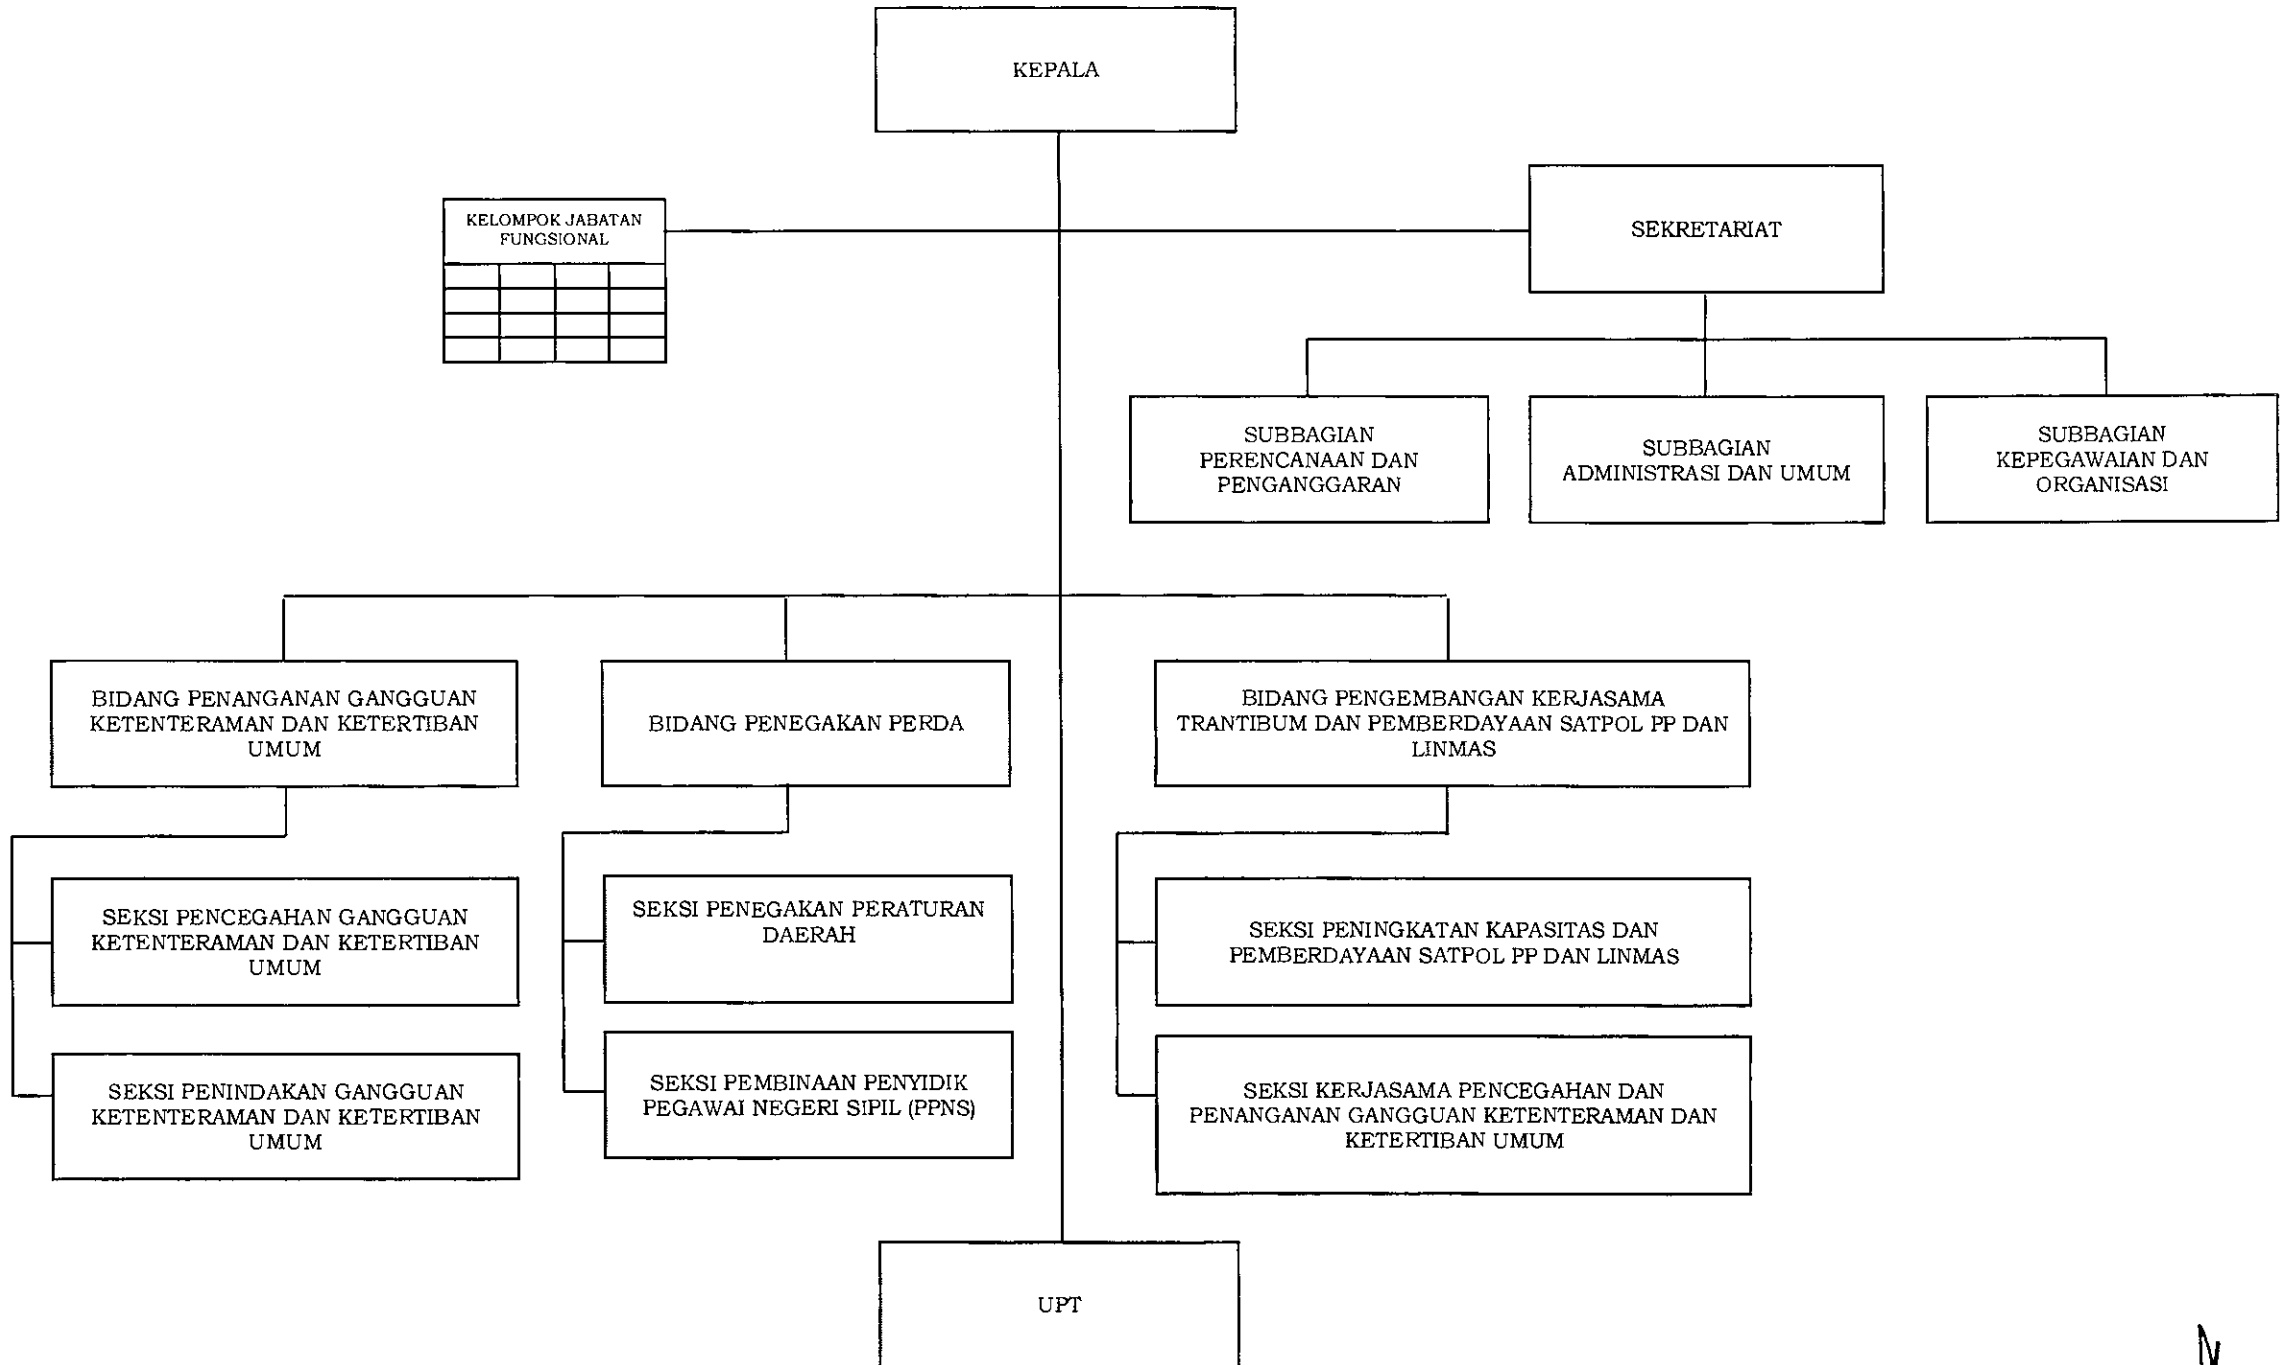 KEPALA
KELOMPOK JABATAN
FUNGSIONAL
SEKRETARIAT
SUBBAGIAN
PERENCANAAN DAN
PENGANGGARAN
SUBBAGIAN
ADMINISTRASI DAN UMUM
SUBBAGIAN
KEPEGAWAIAN DAN
ORGANISASI
BIDANG PENANGANAN GANGGUAN
KETENTERAMAN DAN KETERTIBAN
UMUM
BIDANG PENEGAKAN PERDA
BIDANG PENGEMBANGAN KERJASAMA
TRANTIBUM DAN PEMBERDAYAAN SATPOL PP DAN
LINMAS
SEKSI PENCEGAHAN GANGGUAN
KETENTERAMAN DAN KETERTIBAN
UMUM
SEKSI PENEGAKAN PERATURAN
DAERAH
SEKSI PENINGKATAN KAPASITAS DAN
PEMBERDAYAAN SATPOL PP DAN LINMAS
SEKSI PENINDAKAN GANGGUAN
KETENTERAMAN DAN KETERTIBAN
UMUM
SEKSI PEMBINAAN PENYIDIK
PEGAWAI NEGERI SIPIL (PPNS)
SEKSI KERJASAMA PENCEGAHAN DAN
PENANGANAN GANGGUAN KETENTERAMAN DAN
KETERTIBAN UMUM
UPT